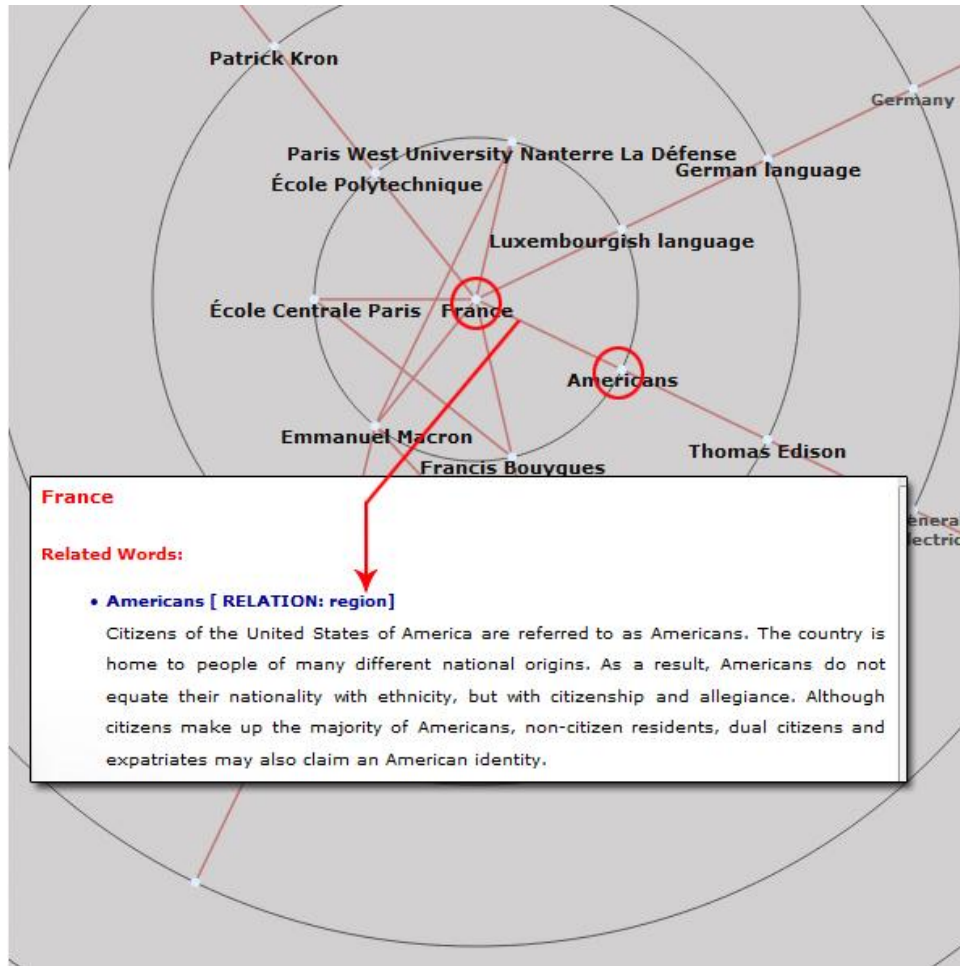 Patrick Kron
Germany
Paris West University Nanterre La Défense
German language
École Polytechnique
Luxembourgish language
École Centrale Paris
France
Americans
Emmanuel Macron
Thomas Edison
Francis Bouygues
France
Related Words:
• Americans [ RELATION: region]
Citizens of the United States of America are referred to as Americans. The country is
home to people of many different national origins. As a result, Americans do not
equate their nationality with ethnicity, but with citizenship and allegiance. Although
citizens make up the majority of Americans, non-citizen residents, dual citizens and
expatriates may also claim an American identity.